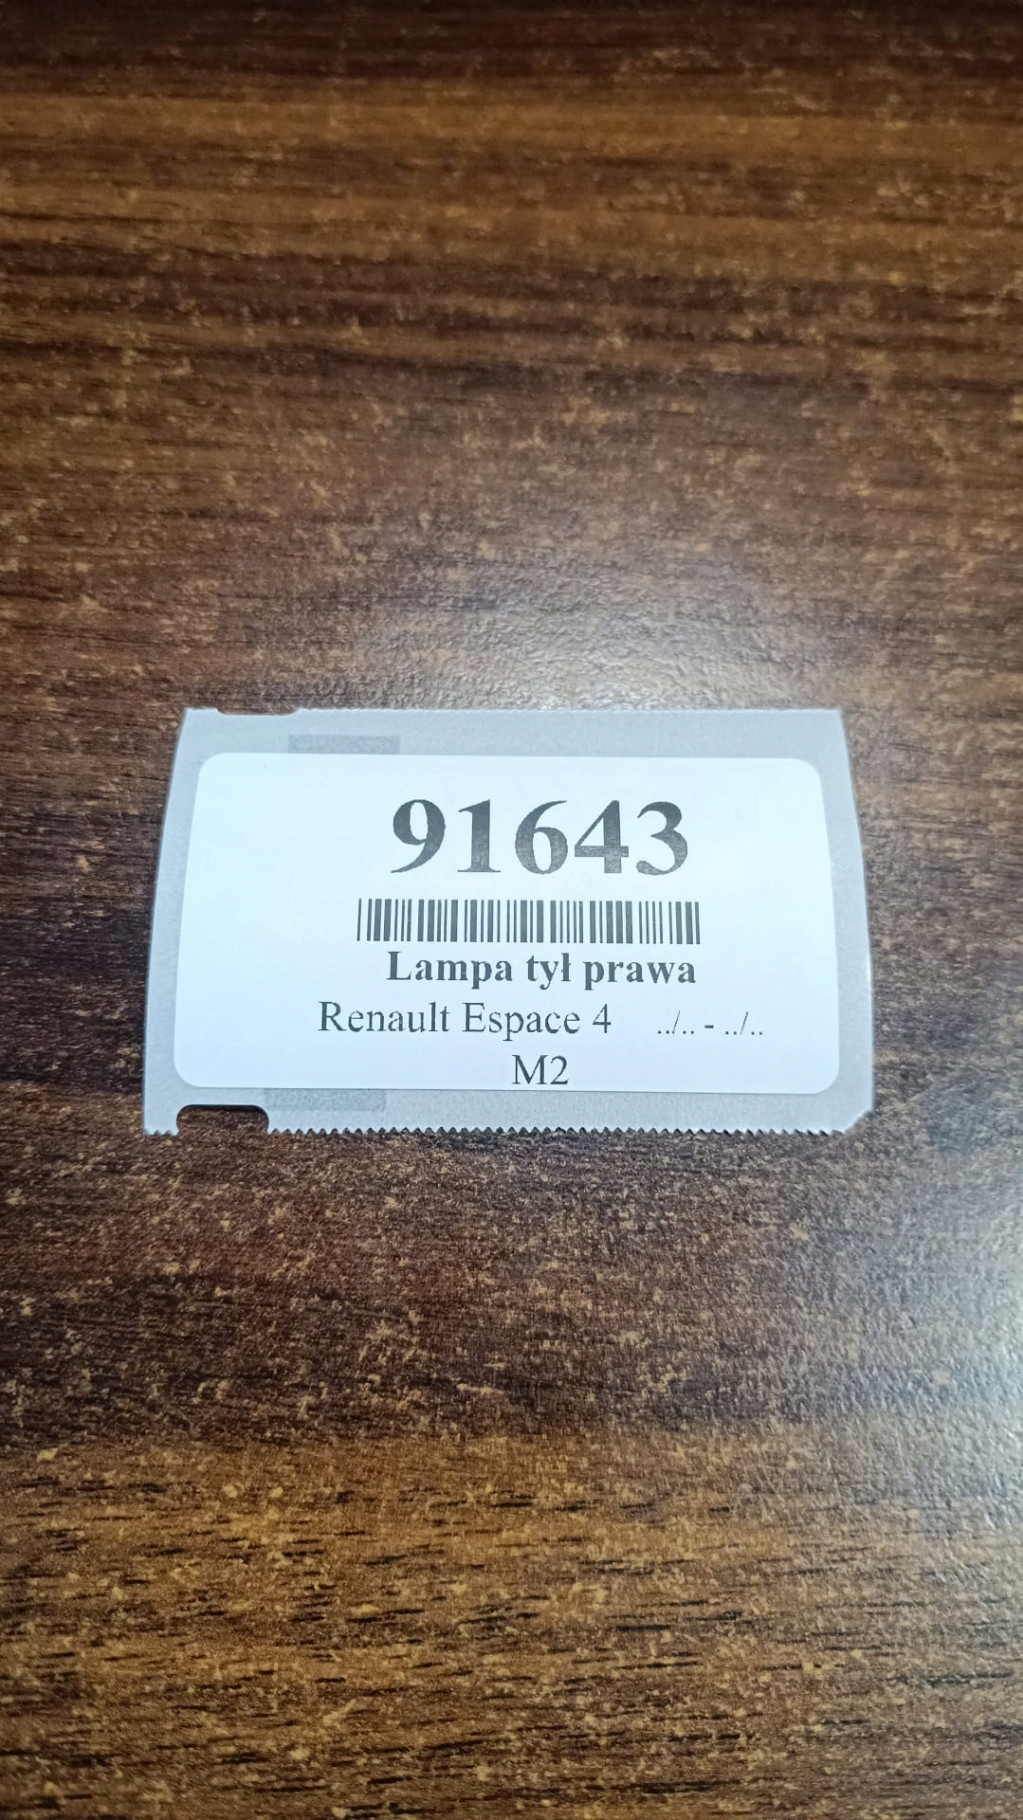 91643
Lampa tył prawa
Renault Espace 4 ../.. - ../..
M2